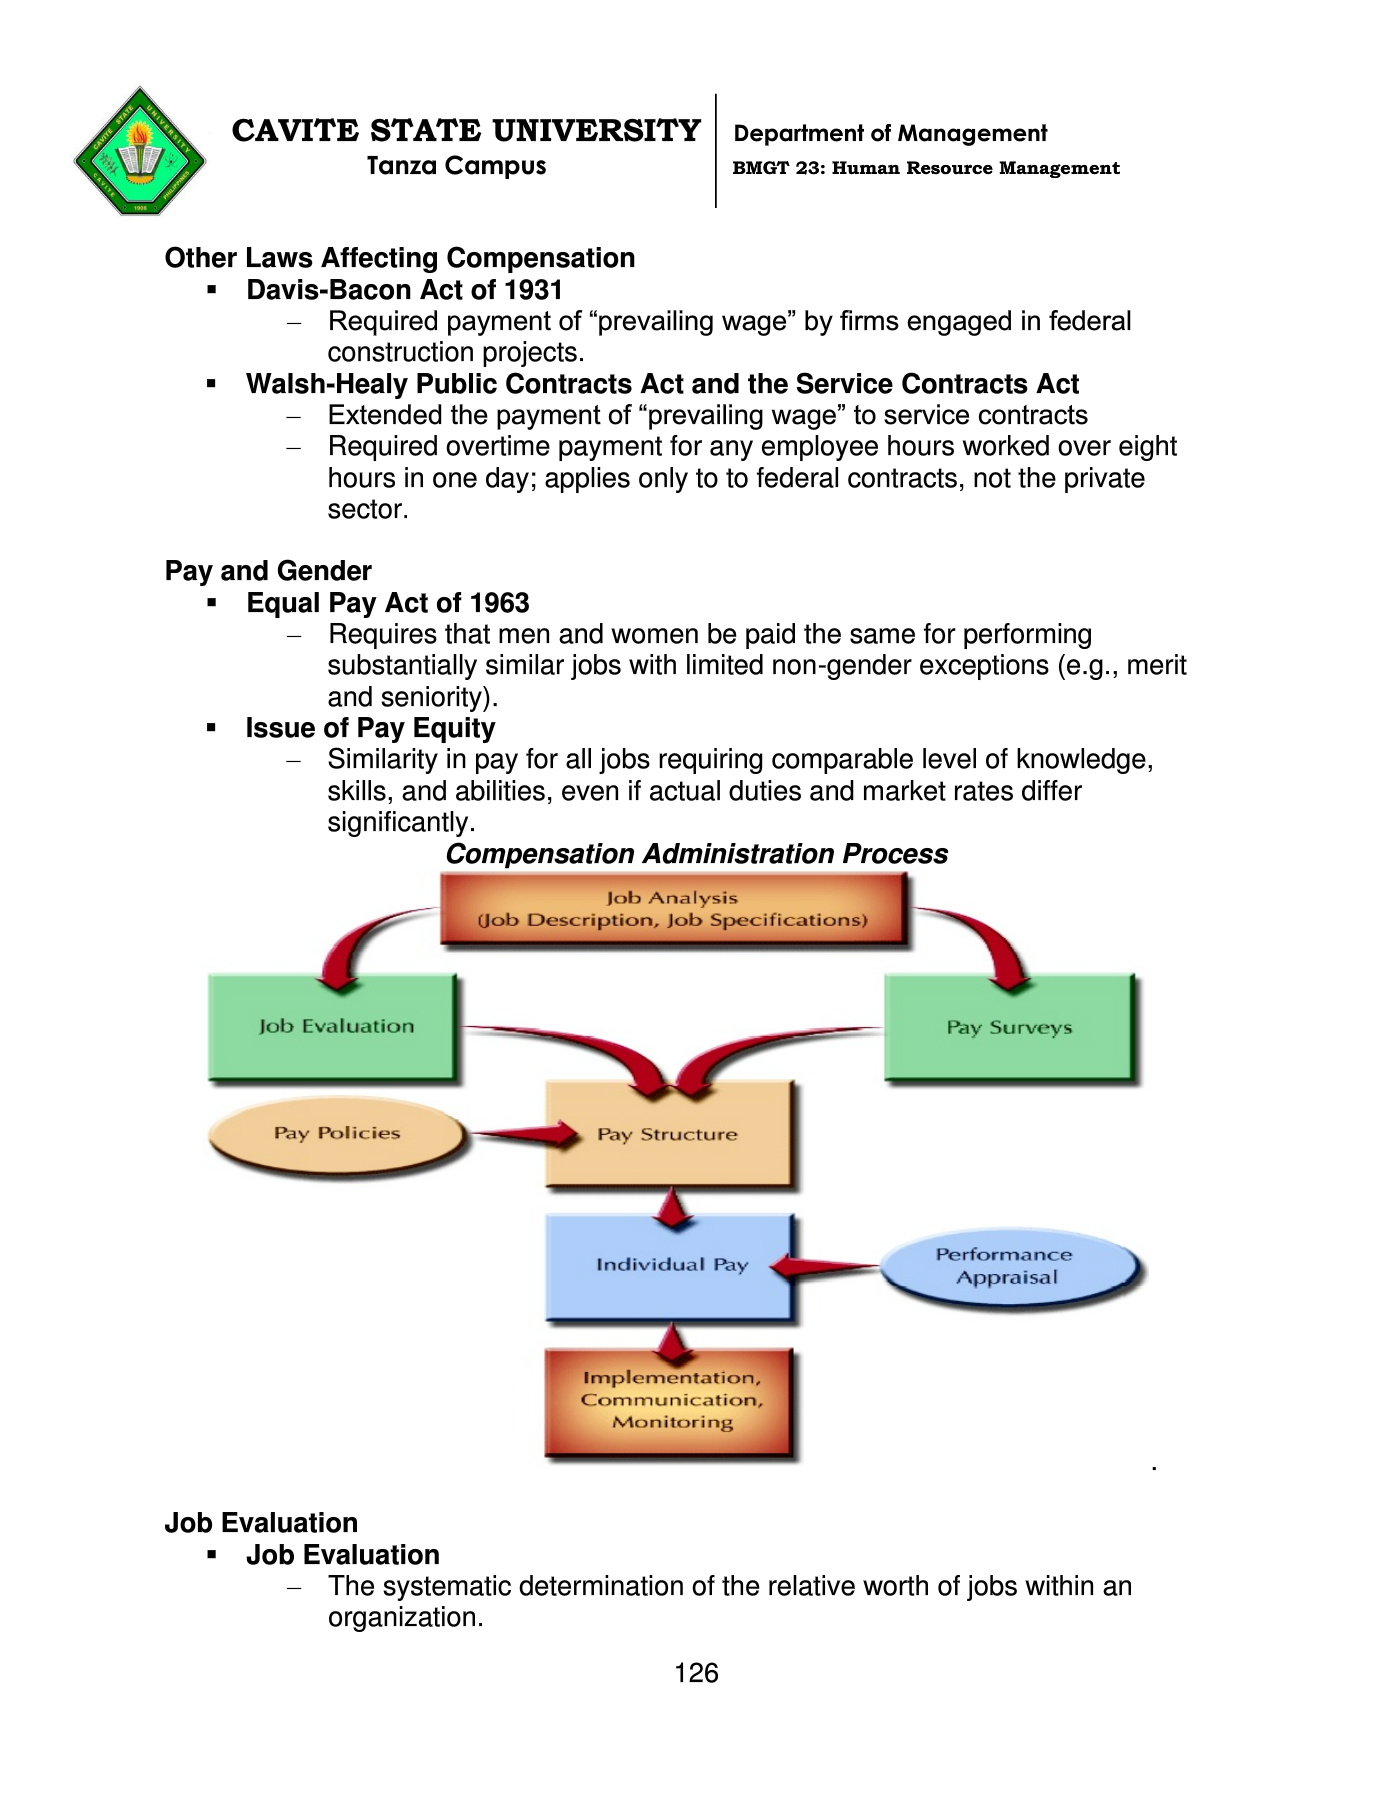 CAVITE STATE UNIVERSITY
Tanza Campus
Department of Management
BMGT 23: Human Resource Management
CAVITE STATE UNIVERSITY
CAVITE
PHILIPPINES
1906
Other Laws Affecting Compensation
▪ Davis-Bacon Act of 1931
– Required payment of “prevailing wage” by firms engaged in federal
construction projects.
▪ Walsh-Healy Public Contracts Act and the Service Contracts Act
– Extended the payment of “prevailing wage” to service contracts
– Required overtime payment for any employee hours worked over eight
hours in one day; applies only to to federal contracts, not the private
sector.
Pay and Gender
▪ Equal Pay Act of 1963
– Requires that men and women be paid the same for performing
substantially similar jobs with limited non-gender exceptions (e.g., merit
and seniority).
▪ Issue of Pay Equity
– Similarity in pay for all jobs requiring comparable level of knowledge,
skills, and abilities, even if actual duties and market rates differ
significantly.
Compensation Administration Process
Job Analysis
(Job Description, Job Specifications)
Job Evaluation
Pay Surveys
Pay Policies
Pay Structure
Individual Pay
Performance
Appraisal
Implementation,
Communication,
Monitoring
.
Job Evaluation
▪ Job Evaluation
– The systematic determination of the relative worth of jobs within an
organization.
126